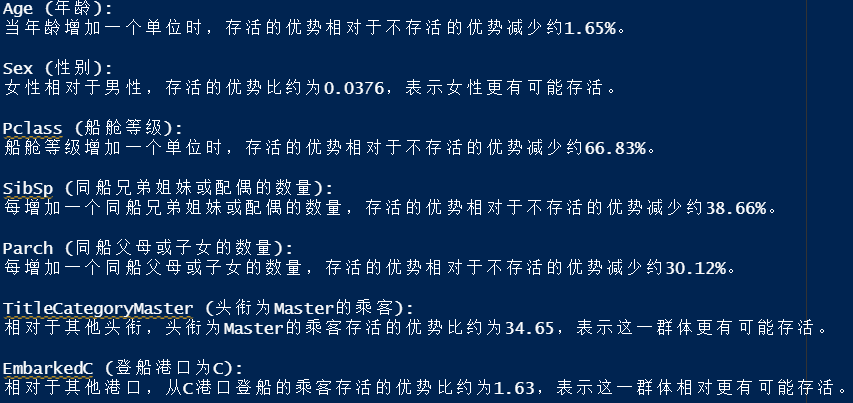 Age (年龄):
当年龄增加一个单位时，存活的优势相对于不存活的优势减少约1.65%。
Sex (性别):
女性相对于男性，存活的优势比约为0.0376，表示女性更有可能存活。
Pclass (船舱等级):
船舱等级增加一个单位时，存活的优势相对于不存活的优势减少约66.83%。
SibSp (同船兄弟姐妹或配偶的数量):
每增加一个同船兄弟姐妹或配偶的数量，存活的优势相对于不存活的优势减少约38.66%。
Parch (同船父母或子女的数量):
每增加一个同船父母或子女的数量，存活的优势相对于不存活的优势减少约30.12%。
TitleCategoryMaster (头衔为Master的乘客):
相对于其他头衔，头衔为Master的乘客存活的优势比约为34.65，表示这一群体更有可能存活。
EmbarkedC (登船港口为C):
相对于其他港口，从C港口登船的乘客存活的优势比约为1.63，表示这一群体相对更有可能存活。